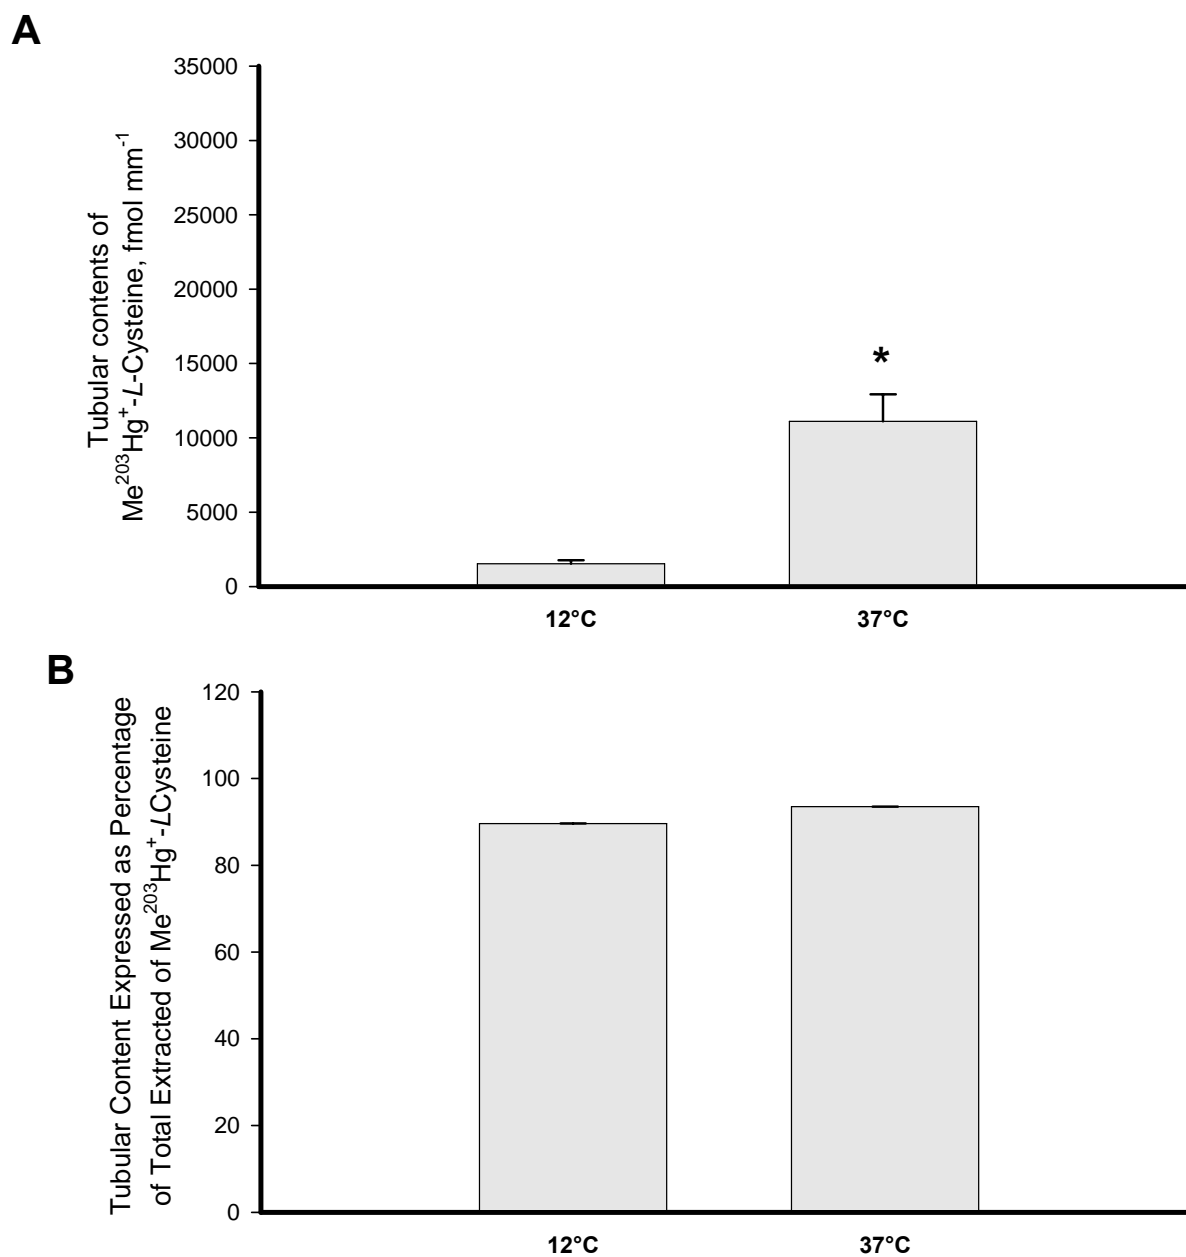 A
35000
30000
25000
20000
15000
10000
5000
0
Tubular contents of
Me²⁰³Hg⁺-L-Cysteine, fmol mm⁻¹
*
12°C
37°C
B
120
100
80
60
40
20
0
Tubular Content Expressed as Percentage
of Total Extracted of Me²⁰³Hg⁺-LCysteine
12°C
37°C